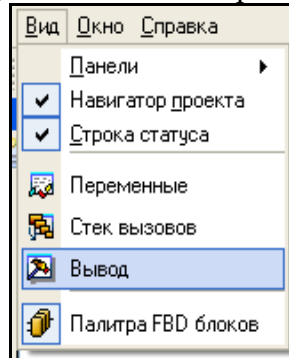 Вид Окно Справка
Панели
Навигатор проекта
Строка статуса
Переменные
Стек вызовов
Вывод
Палитра FBD блоков